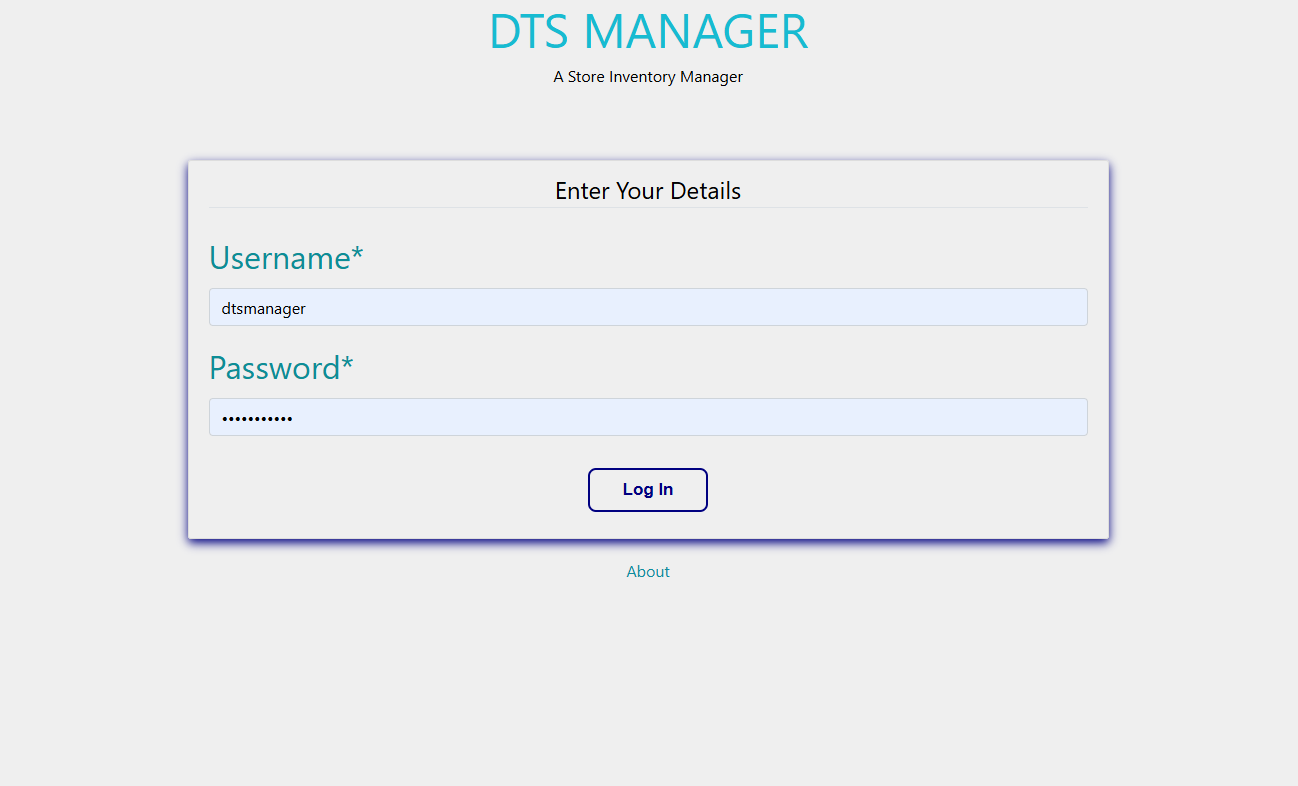 DTS MANAGER
A Store Inventory Manager
Enter Your Details
Username*
dtsmanager
Password*
•••••••••••
Log In
About